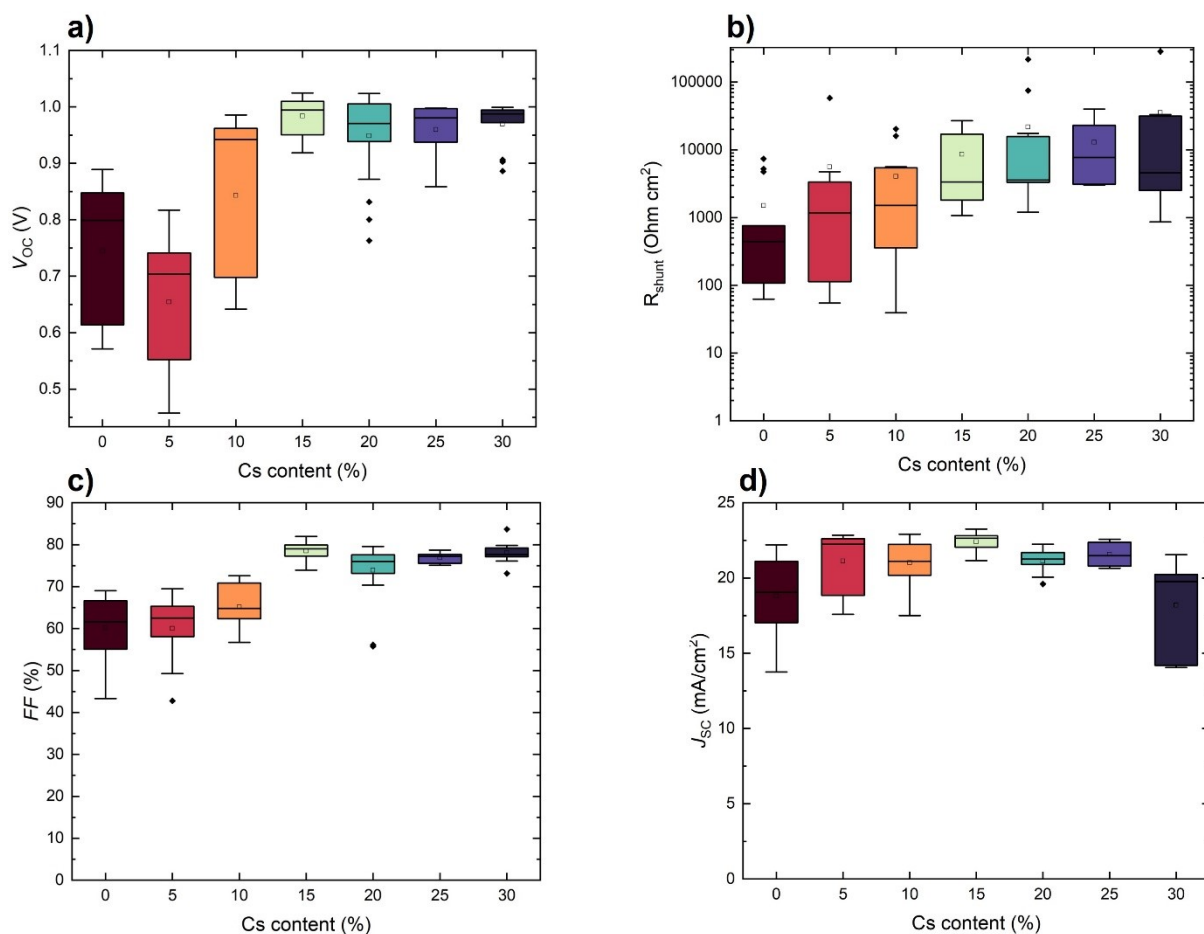 a)
1.1
1.0
0.9
0.8
0.7
0.6
0.5
V_OC (V)
0 5 10 15 20 25 30
Cs content (%)
b)
100000
10000
1000
100
10
1
R_shunt (Ohm cm²)
0 5 10 15 20 25 30
Cs content (%)
c)
90
80
70
60
50
40
30
20
10
0
FF (%)
0 5 10 15 20 25 30
Cs content (%)
d)
25
20
15
10
5
0
J_SC (mA/cm²)
0 5 10 15 20 25 30
Cs content (%)